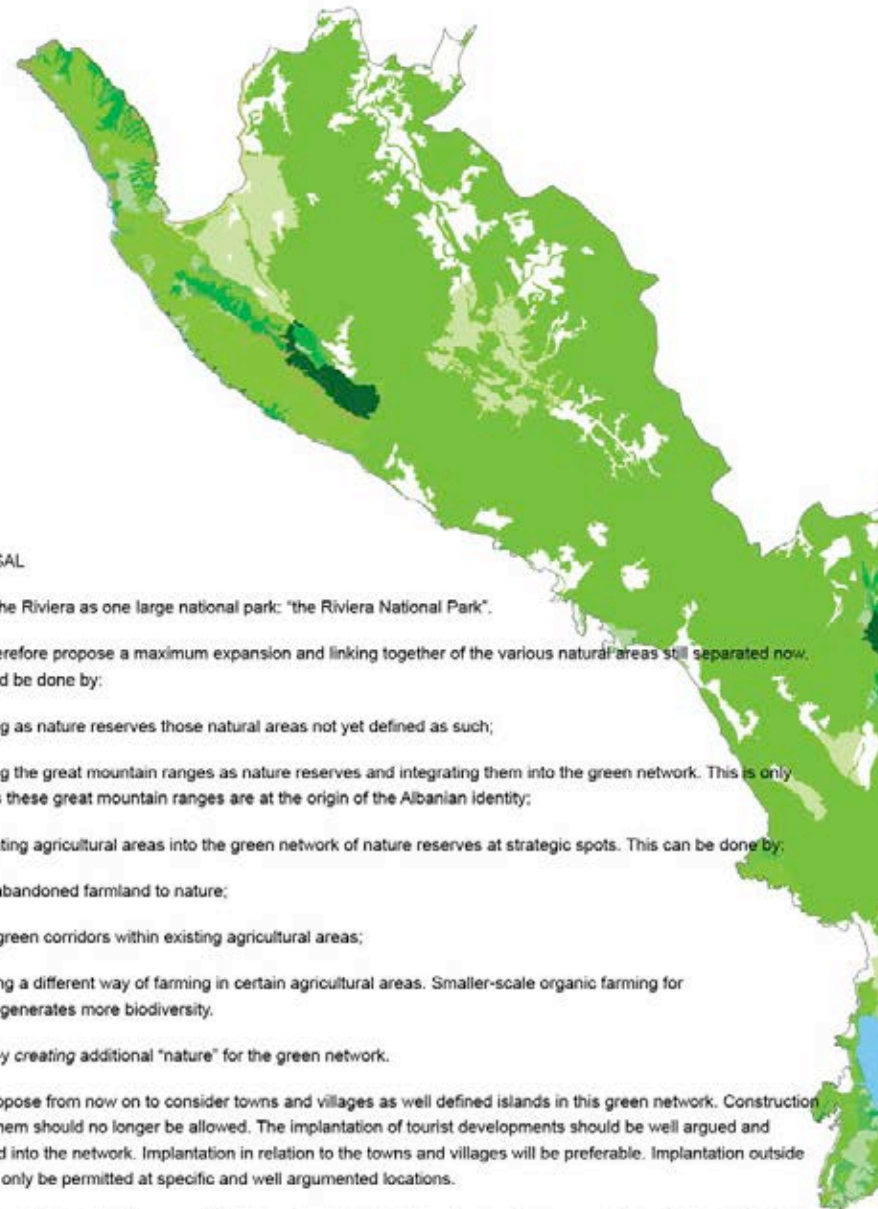 SAL
he Riviera as one large national park: “the Riviera National Park”.
erefore propose a maximum expansion and linking together of the various natural areas still separated now.
d be done by:
g as nature reserves those natural areas not yet defined as such;
g the great mountain ranges as nature reserves and integrating them into the green network. This is only
s these great mountain ranges are at the origin of the Albanian identity;
ting agricultural areas into the green network of nature reserves at strategic spots. This can be done by:
abandoned farmland to nature;
green corridors within existing agricultural areas;
ng a different way of farming in certain agricultural areas. Smaller-scale organic farming for
generates more biodiversity.
y creating additional “nature” for the green network.
opose from now on to consider towns and villages as well defined islands in this green network. Construction
hem should no longer be allowed. The implantation of tourist developments should be well argued and
d into the network. Implantation in relation to the towns and villages will be preferable. Implantation outside
only be permitted at specific and well argumented locations.